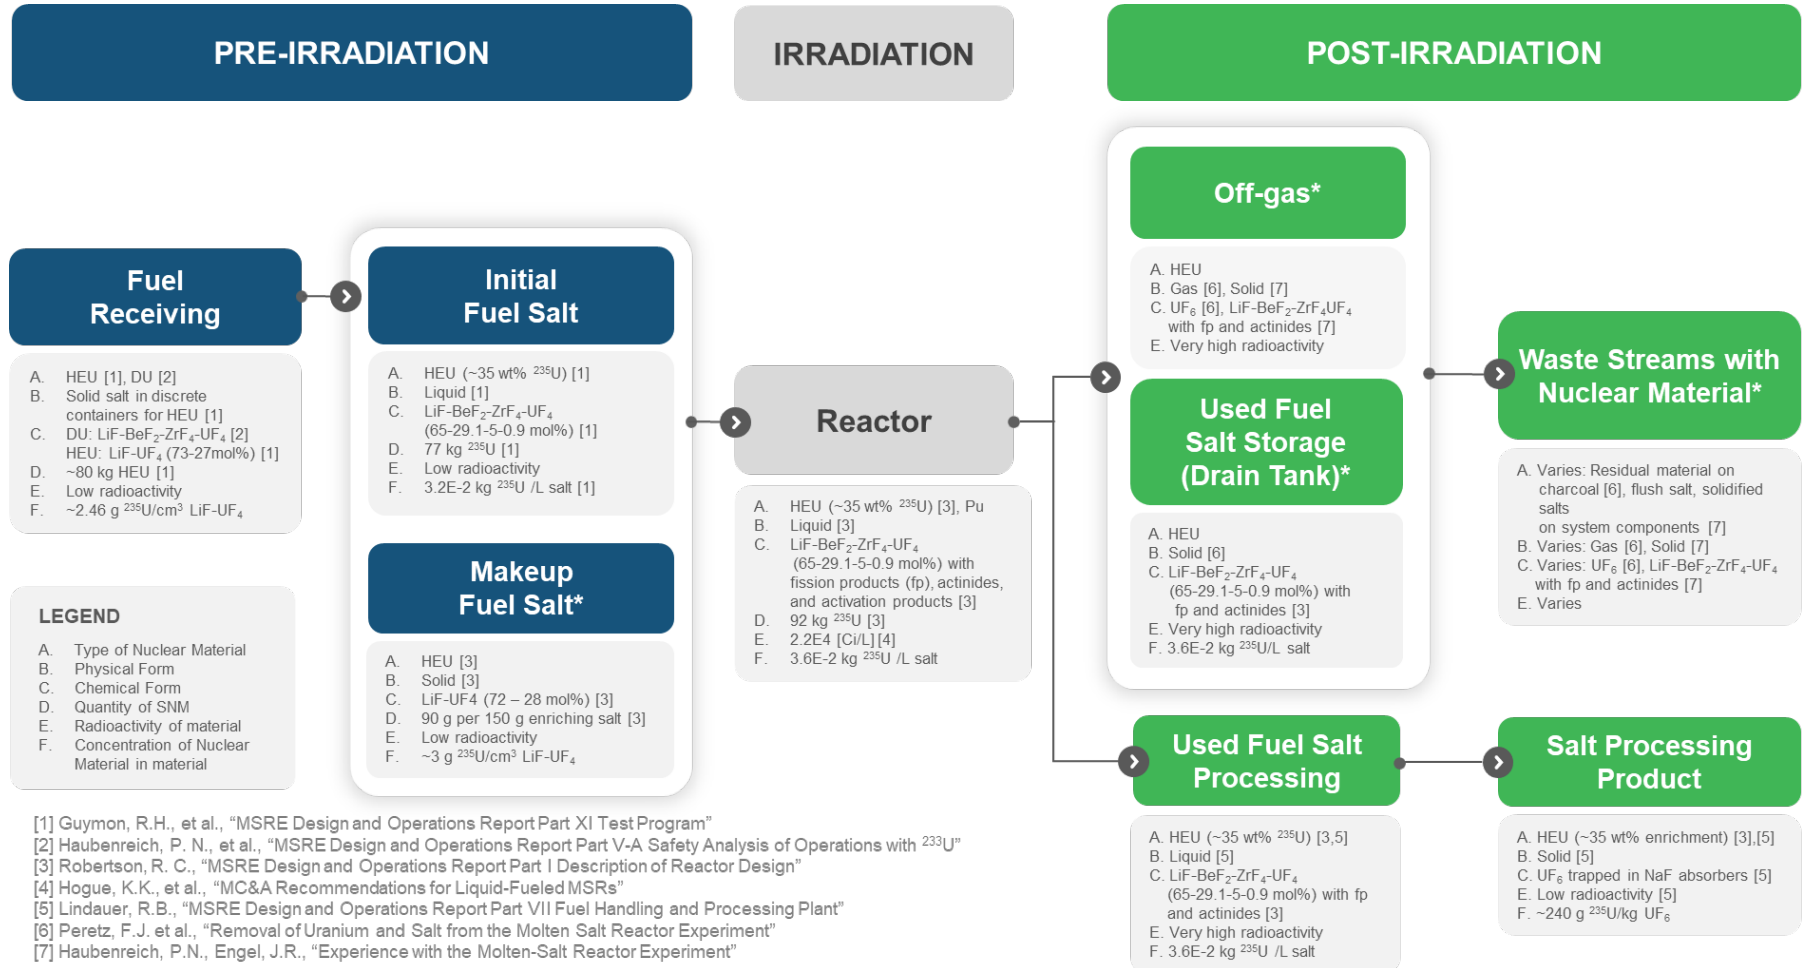 PRE-IRRADIATION
IRRADIATION
POST-IRRADIATION
Fuel
Receiving
A. HEU [1], DU [2]
B. Solid salt in discrete
containers for HEU [1]
C. DU: LiF-BeF₂-ZrF₄-UF₄ [2]
HEU: LiF-UF₄ (73-27mol%) [1]
D. ~80 kg HEU [1]
E. Low radioactivity
F. ~2.46 g ²³⁵U/cm³ LiF-UF₄
LEGEND
A. Type of Nuclear Material
B. Physical Form
C. Chemical Form
D. Quantity of SNM
E. Radioactivity of material
F. Concentration of Nuclear
Material in material
Initial
Fuel Salt
A. HEU (~35 wt% ²³⁵U) [1]
B. Liquid [1]
C. LiF-BeF₂-ZrF₄-UF₄
(65-29.1-5-0.9 mol%) [1]
D. 77 kg ²³⁵U [1]
E. Low radioactivity
F. 3.2E-2 kg ²³⁵U /L salt [1]
Makeup
Fuel Salt*
A. HEU [3]
B. Solid [3]
C. LiF-UF4 (72 – 28 mol%) [3]
D. 90 g per 150 g enriching salt [3]
E. Low radioactivity
F. ~3 g ²³⁵U/cm³ LiF-UF₄
Reactor
A. HEU (~35 wt% ²³⁵U) [3], Pu
B. Liquid [3]
C. LiF-BeF₂-ZrF₄-UF₄
(65-29.1-5-0.9 mol%) with
fission products (fp), actinides,
and activation products [3]
D. 92 kg ²³⁵U [3]
E. 2.2E4 [Ci/L] [4]
F. 3.6E-2 kg ²³⁵U /L salt
Off-gas*
A. HEU
B. Gas [6], Solid [7]
C. UF₆ [6], LiF-BeF₂-ZrF₄UF₄
with fp and actinides [7]
E. Very high radioactivity
Used Fuel
Salt Storage
(Drain Tank)*
A. HEU
B. Solid [6]
C. LiF-BeF₂-ZrF₄-UF₄
(65-29.1-5-0.9 mol%) with
fp and actinides [3]
E. Very high radioactivity
F. 3.6E-2 kg ²³⁵U/L salt
Waste Streams with
Nuclear Material*
A. Varies: Residual material on
charcoal [6], flush salt, solidified
salts
on system components [7]
B. Varies: Gas [6], Solid [7]
C. Varies: UF₆ [6], LiF-BeF₂-ZrF₄-UF₄
with fp and actinides [7]
E. Varies
Used Fuel Salt
Processing
A. HEU (~35 wt% ²³⁵U) [3,5]
B. Liquid [5]
C. LiF-BeF₂-ZrF₄-UF₄
(65-29.1-5-0.9 mol%) with fp
and actinides [3]
E. Very high radioactivity
F. 3.6E-2 kg ²³⁵U /L salt
Salt Processing
Product
A. HEU (~35 wt% enrichment) [3],[5]
B. Solid [5]
C. UF₆ trapped in NaF absorbers [5]
E. Low radioactivity [5]
F. ~240 g ²³⁵U/kg UF₆
[1] Guymon, R.H., et al., “MSRE Design and Operations Report Part XI Test Program”
[2] Haubenreich, P. N., et al., “MSRE Design and Operations Report Part V-A Safety Analysis of Operations with ²³³U”
[3] Robertson, R. C., “MSRE Design and Operations Report Part I Description of Reactor Design”
[4] Hogue, K.K., et al., “MC&A Recommendations for Liquid-Fueled MSRs”
[5] Lindauer, R.B., “MSRE Design and Operations Report Part VII Fuel Handling and Processing Plant”
[6] Peretz, F.J. et al., “Removal of Uranium and Salt from the Molten Salt Reactor Experiment”
[7] Haubenreich, P.N., Engel, J.R., “Experience with the Molten-Salt Reactor Experiment”